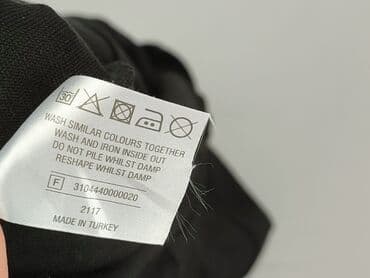 30
WASH SIMILAR COLOURS TOGETHER
WASH AND IRON INSIDE OUT
DO NOT PILE WHILST DAMP
RESHAPE WHILST DAMP
F 3104440000020
2117
MADE IN TURKEY